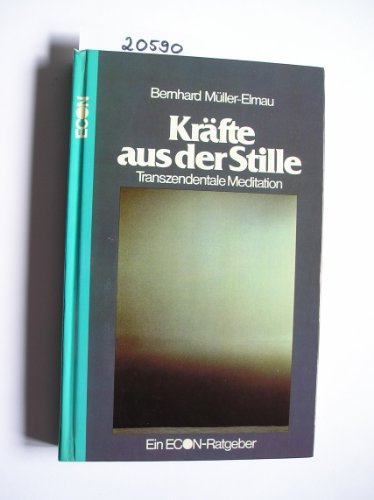 20590
ECON
Bernhard Müller-Elmau
Kräfte
aus der Stille
Transzendentale Meditation
Ein ECON-Ratgeber